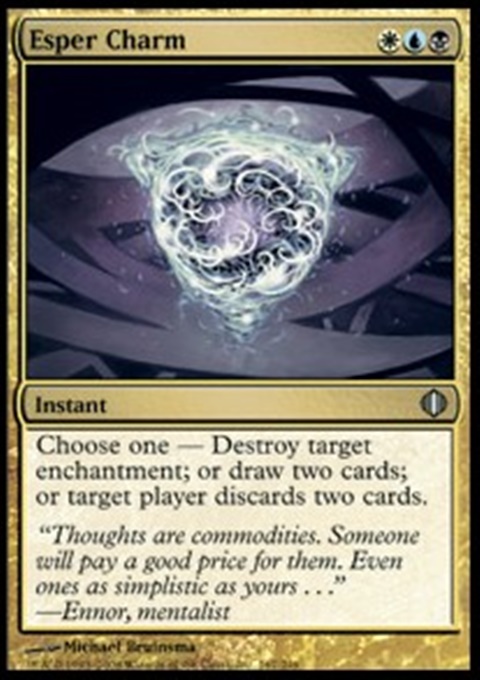 Esper Charm
Instant
Choose one — Destroy target
enchantment; or draw two cards;
or target player discards two cards.
“Thoughts are commodities. Someone
will pay a good price for them. Even
ones as simplistic as yours . . .”
—Ennor, mentalist
Michael Bruinsma